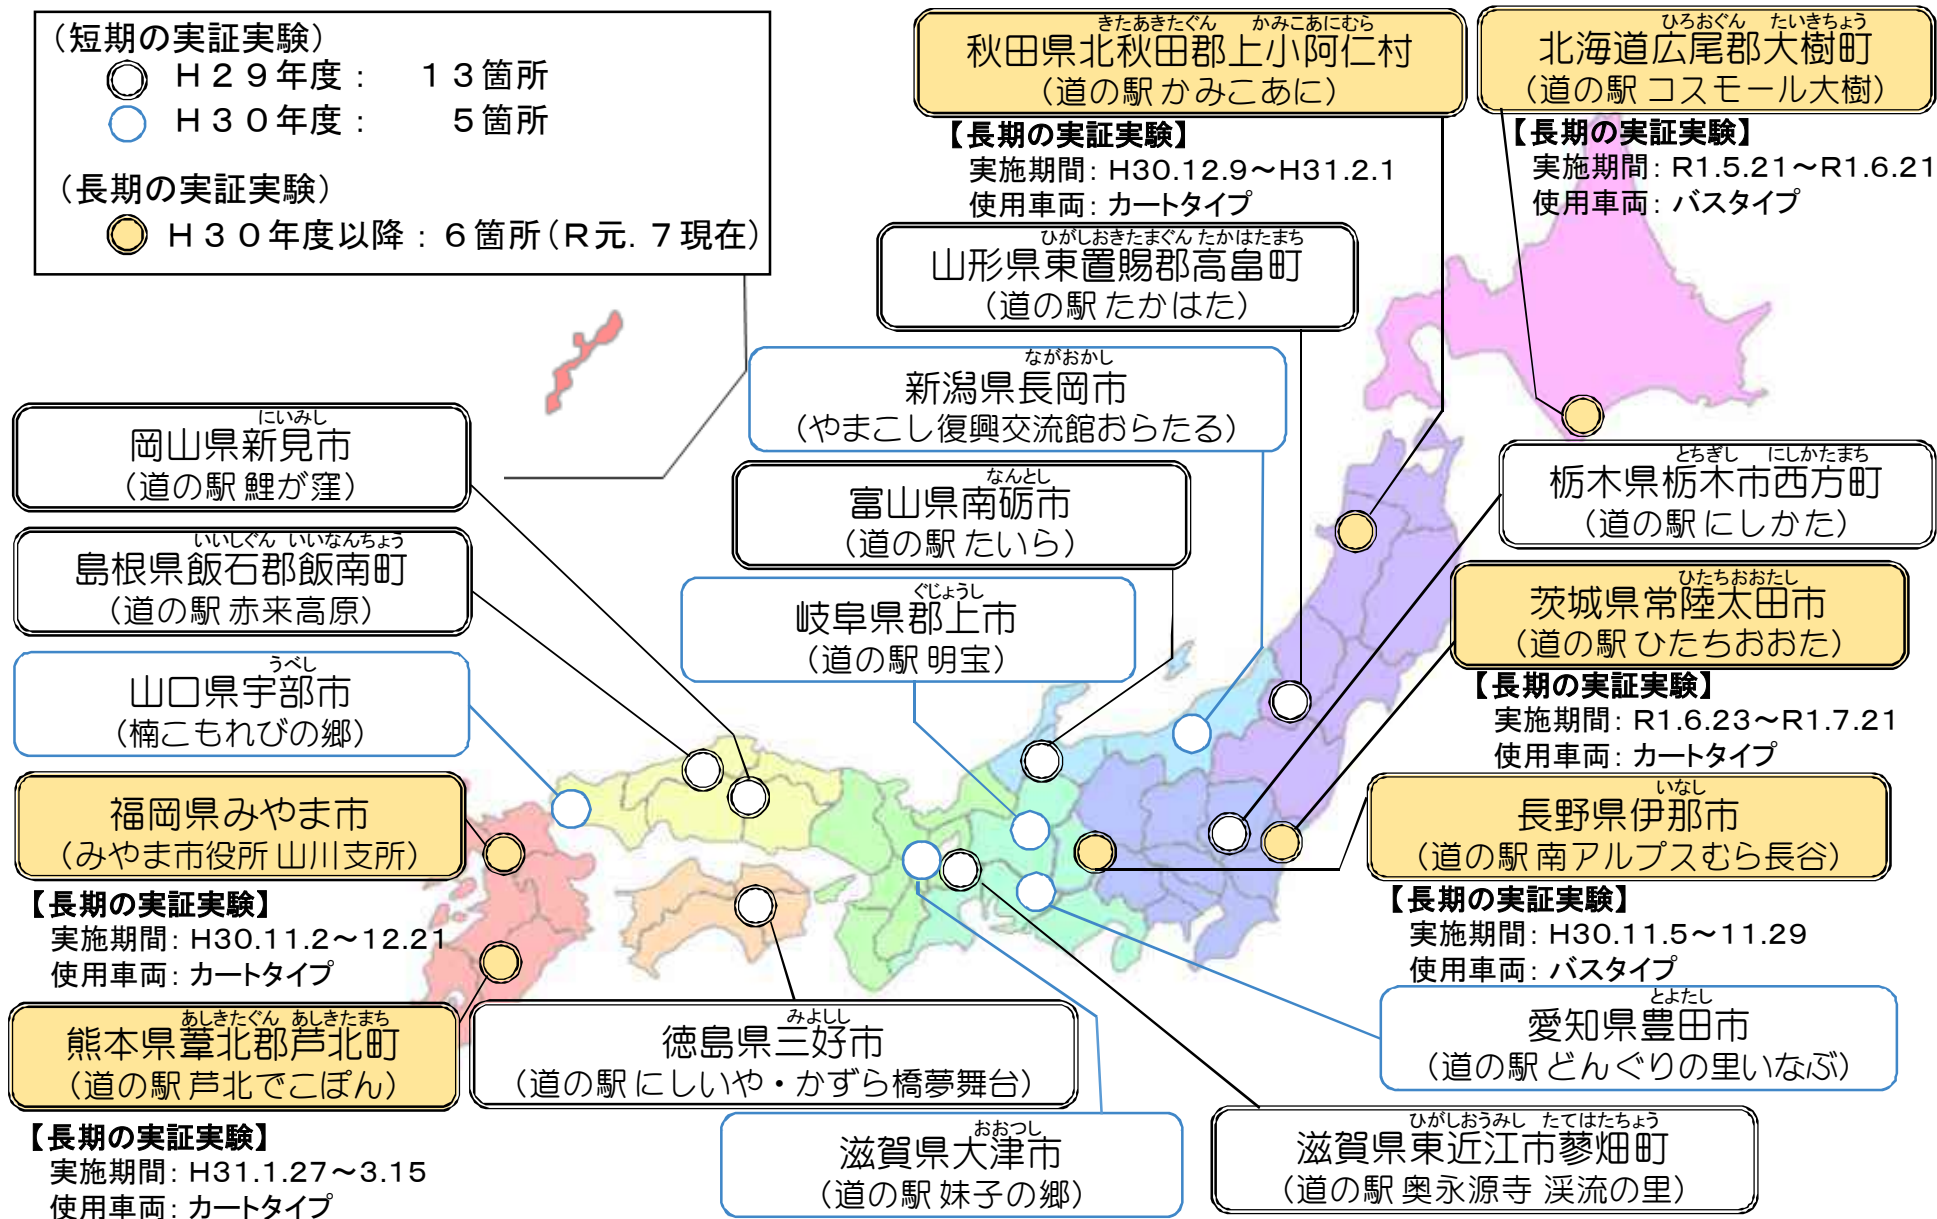 （短期の実証実験）
Ｈ２９年度： １３箇所
Ｈ３０年度： ５箇所
（長期の実証実験）
Ｈ３０年度以降：６箇所（Ｒ元．７現在）
きたあきたぐん かみこあにむら
秋田県北秋田郡上小阿仁村
（道の駅 かみこあに）
【長期の実証実験】
実施期間：H30.12.9～H31.2.1
使用車両：カートタイプ
ひろおぐん たいきちょう
北海道広尾郡大樹町
（道の駅 コスモール大樹）
【長期の実証実験】
実施期間：R1.5.21～R1.6.21
使用車両：バスタイプ
ひがしおきたまぐん たかはたまち
山形県東置賜郡高畠町
（道の駅 たかはた）
ながおかし
新潟県長岡市
（やまこし復興交流館おらたる）
にいみし
岡山県新見市
（道の駅 鯉が窪）
なんとし
富山県南砺市
（道の駅 たいら）
とちぎし にしかたまち
栃木県栃木市西方町
（道の駅 にしかた）
いいしぐん いいなんちょう
島根県飯石郡飯南町
（道の駅 赤来高原）
ぐじょうし
岐阜県郡上市
（道の駅 明宝）
ひたちおおたし
茨城県常陸太田市
（道の駅 ひたちおおた）
【長期の実証実験】
実施期間：R1.6.23～R1.7.21
使用車両：カートタイプ
うべし
山口県宇部市
（楠こもれびの郷）
福岡県みやま市
（みやま市役所 山川支所）
【長期の実証実験】
実施期間：H30.11.2～12.21
使用車両：カートタイプ
いなし
長野県伊那市
（道の駅 南アルプスむら長谷）
【長期の実証実験】
実施期間：H30.11.5～11.29
使用車両：バスタイプ
あしきたぐん あしきたまち
熊本県葦北郡芦北町
（道の駅 芦北でこぽん）
【長期の実証実験】
実施期間：H31.1.27～3.15
使用車両：カートタイプ
みよしし
徳島県三好市
（道の駅 にしいや・かずら橋夢舞台）
とよたし
愛知県豊田市
（道の駅 どんぐりの里いなぶ）
おおつし
滋賀県大津市
（道の駅 妹子の郷）
ひがしおうみし たてはたちょう
滋賀県東近江市蓼畑町
（道の駅 奥永源寺 渓流の里）